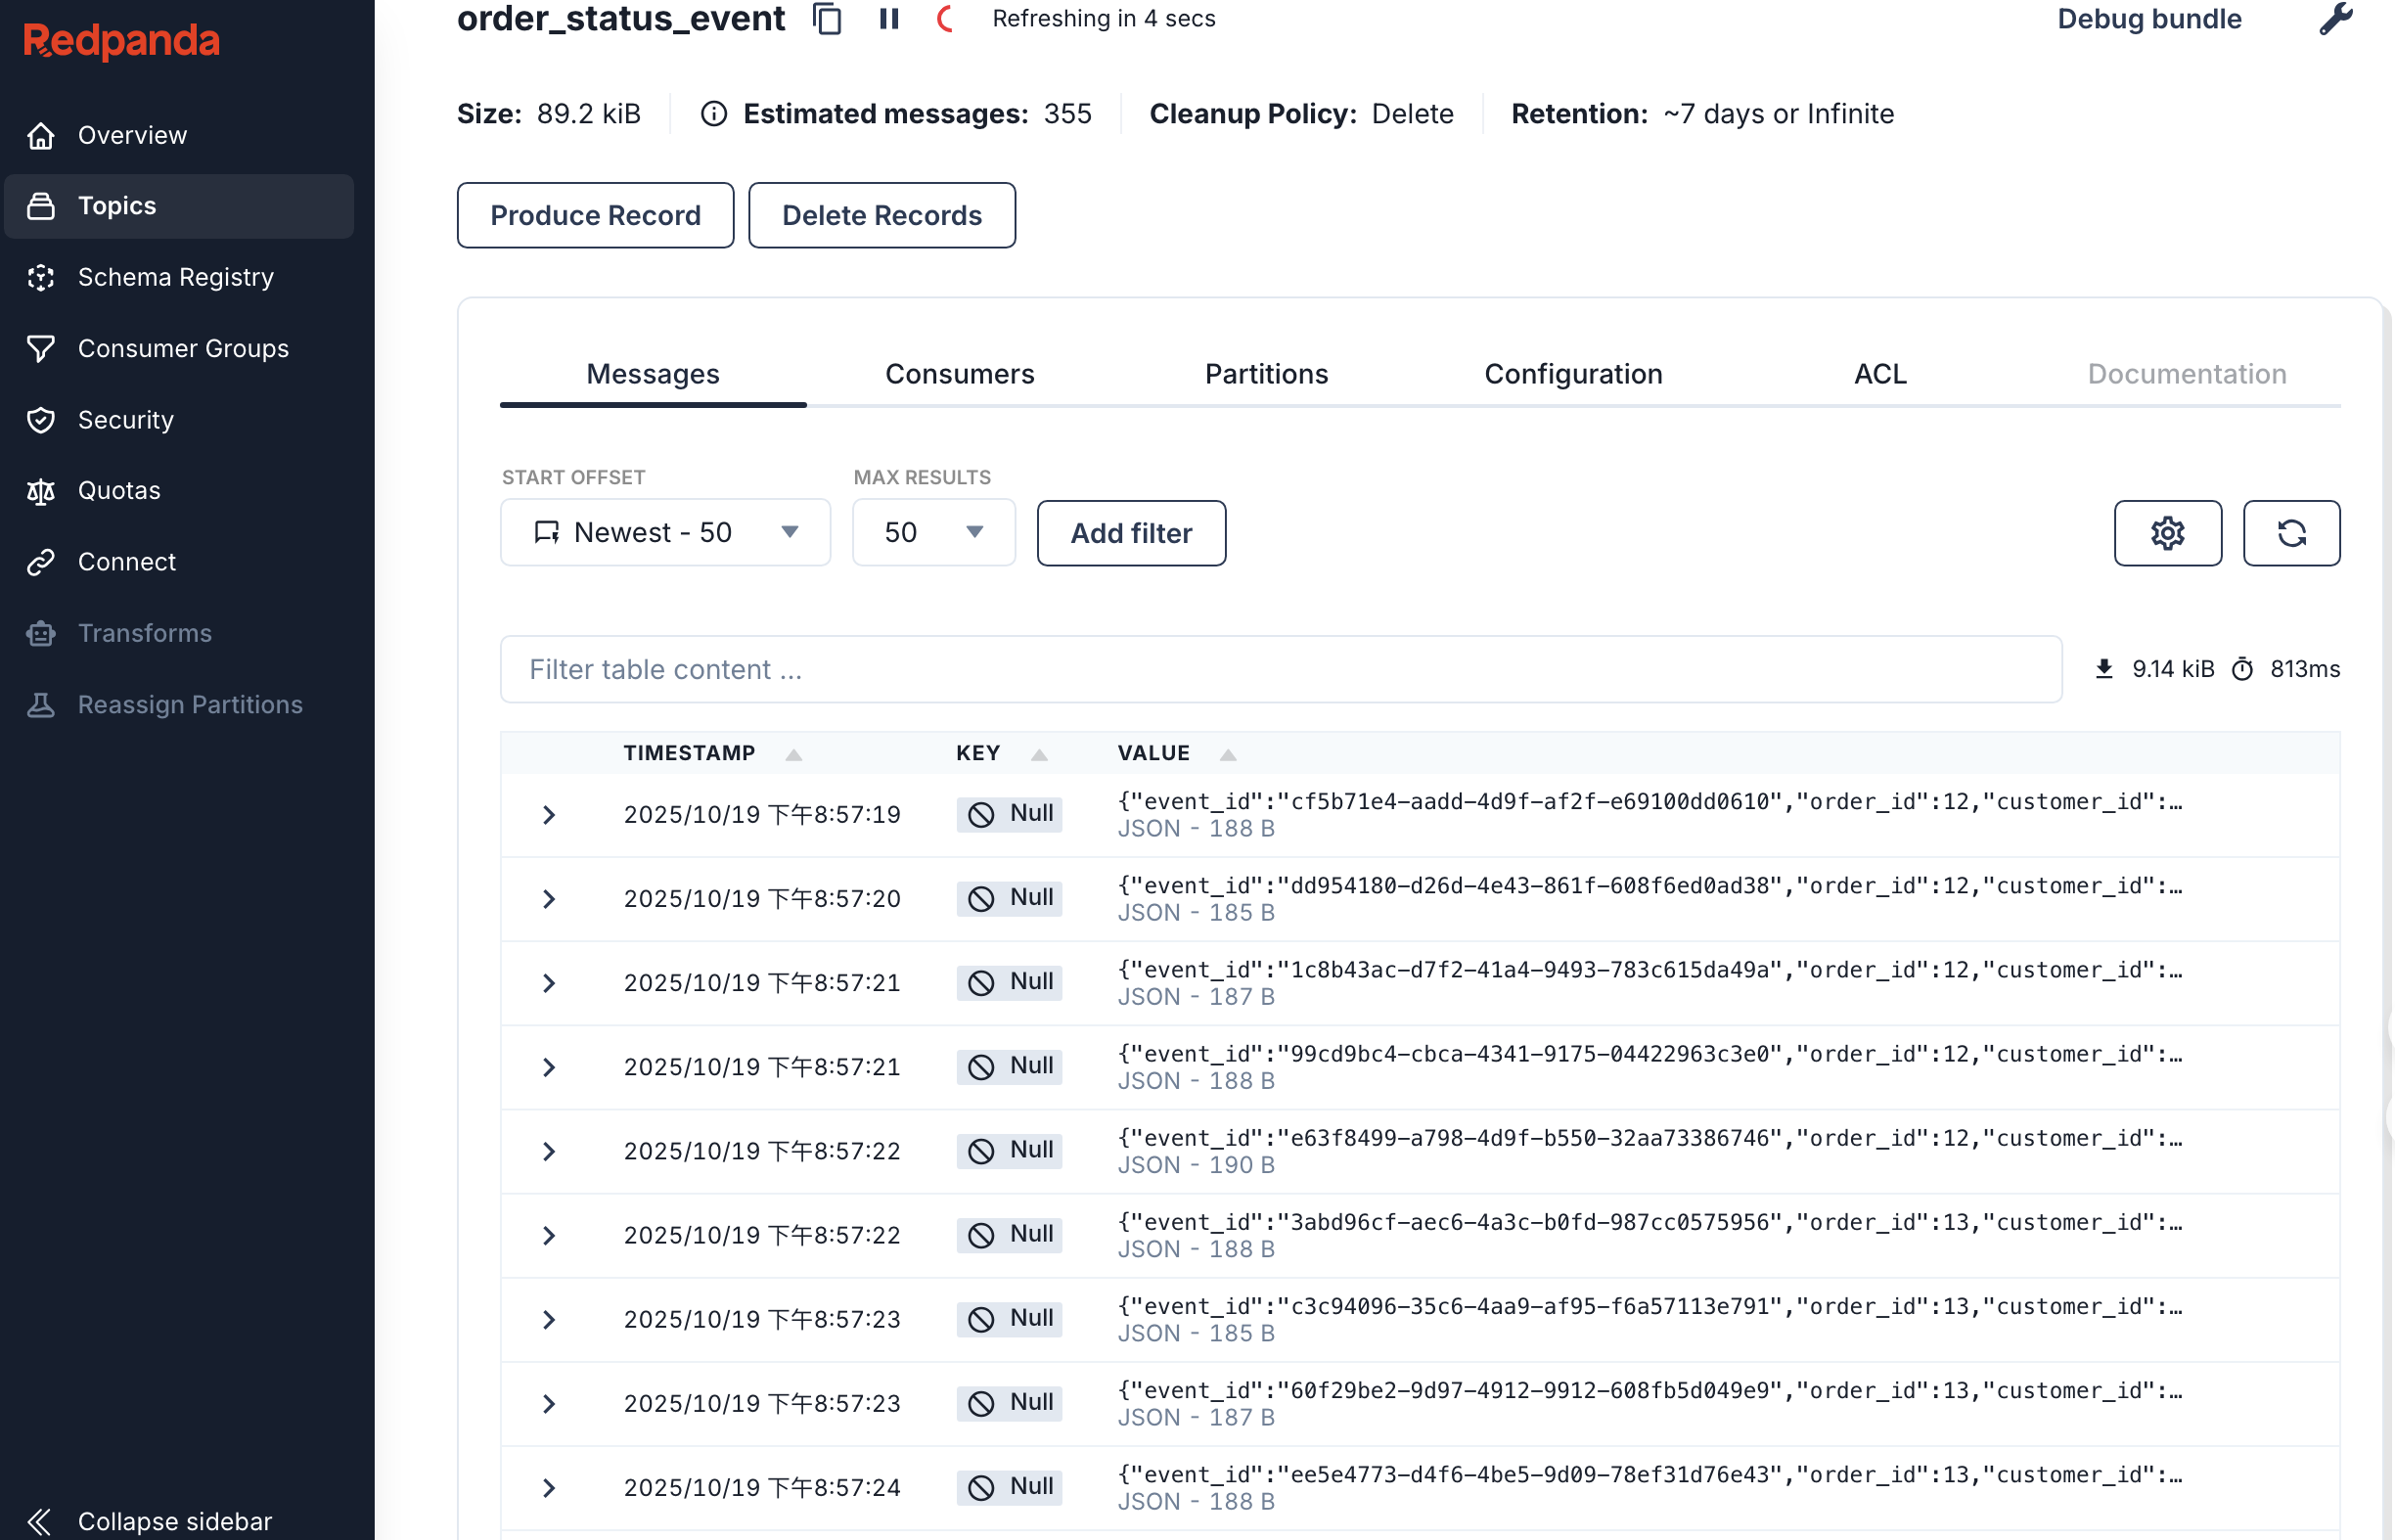 Redpanda
Overview
Topics
Schema Registry
Consumer Groups
Security
Quotas
Connect
Transforms
Reassign Partitions
Collapse sidebar
order_status_event Refreshing in 4 secs Debug bundle
Size: 89.2 kiB Estimated messages: 355 Cleanup Policy: Delete Retention: ~7 days or Infinite
Produce Record Delete Records
Messages Consumers Partitions Configuration ACL Documentation
START OFFSET MAX RESULTS
Newest - 50 50 Add filter
Filter table content ... 9.14 kiB 813ms
TIMESTAMP KEY VALUE
2025/10/19 下午8:57:19 Null {"event_id":"cf5b71e4-aadd-4d9f-af2f-e69100dd0610","order_id":12,"customer_id":…
JSON - 188 B
2025/10/19 下午8:57:20 Null {"event_id":"dd954180-d26d-4e43-861f-608f6ed0ad38","order_id":12,"customer_id":…
JSON - 185 B
2025/10/19 下午8:57:21 Null {"event_id":"1c8b43ac-d7f2-41a4-9493-783c615da49a","order_id":12,"customer_id":…
JSON - 187 B
2025/10/19 下午8:57:21 Null {"event_id":"99cd9bc4-cbca-4341-9175-04422963c3e0","order_id":12,"customer_id":…
JSON - 188 B
2025/10/19 下午8:57:22 Null {"event_id":"e63f8499-a798-4d9f-b550-32aa73386746","order_id":12,"customer_id":…
JSON - 190 B
2025/10/19 下午8:57:22 Null {"event_id":"3abd96cf-aec6-4a3c-b0fd-987cc0575956","order_id":13,"customer_id":…
JSON - 188 B
2025/10/19 下午8:57:23 Null {"event_id":"c3c94096-35c6-4aa9-af95-f6a57113e791","order_id":13,"customer_id":…
JSON - 185 B
2025/10/19 下午8:57:23 Null {"event_id":"60f29be2-9d97-4912-9912-608fb5d049e9","order_id":13,"customer_id":…
JSON - 187 B
2025/10/19 下午8:57:24 Null {"event_id":"ee5e4773-d4f6-4be5-9d09-78ef31d76e43","order_id":13,"customer_id":…
JSON - 188 B